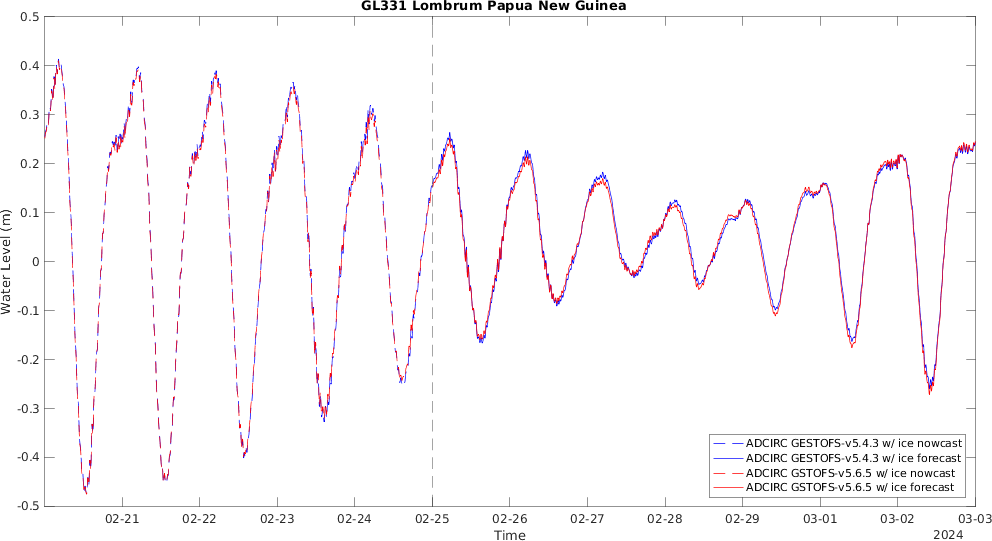 GL331 Lombrum Papua New Guinea
0.5
0.4
0.3
0.2
0.1
0
-0.1
-0.2
-0.3
-0.4
-0.5
Water Level (m)
ADCIRC GESTOFS-v5.4.3 w/ ice nowcast
ADCIRC GESTOFS-v5.4.3 w/ ice forecast
ADCIRC GSTOFS-v5.6.5 w/ ice nowcast
ADCIRC GSTOFS-v5.6.5 w/ ice forecast
02-21 02-22 02-23 02-24 02-25 02-26 02-27 02-28 02-29 03-01 03-02 03-03
Time 2024